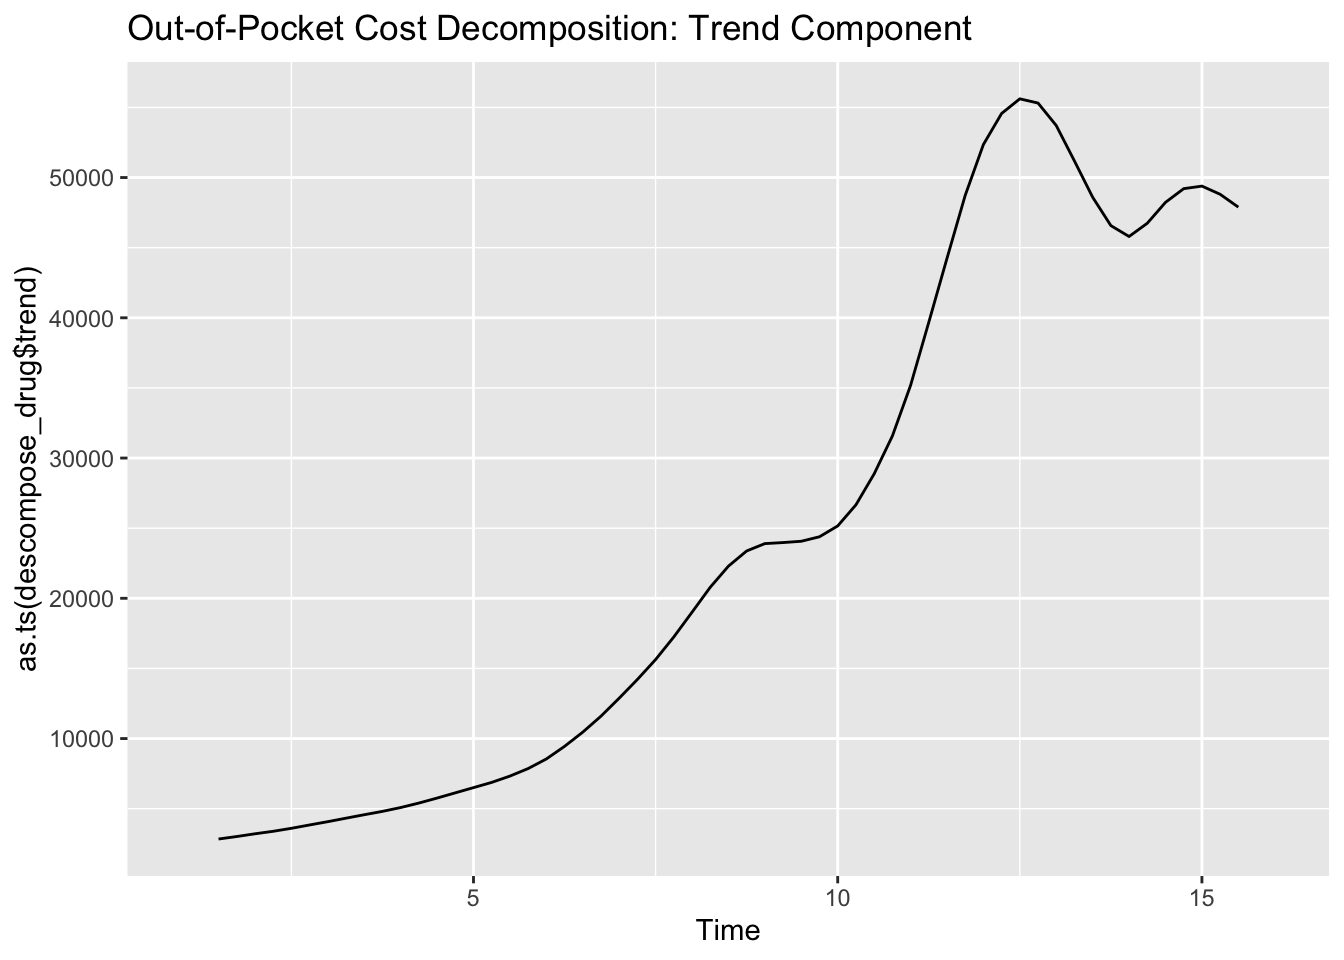 Out-of-Pocket Cost Decomposition: Trend Component
as.ts(descompose_drug$trend)
50000
40000
30000
20000
10000
5
10
15
Time